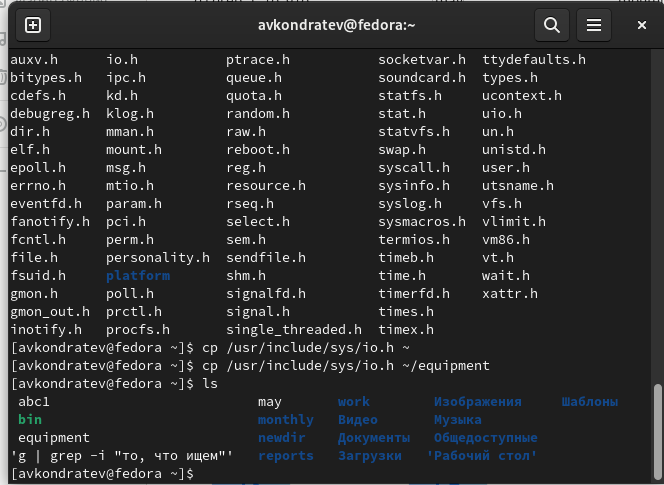 avkondratev@fedora:~
auxv.h io.h ptrace.h socketvar.h ttydefaults.h
bitypes.h ipc.h queue.h soundcard.h types.h
cdefs.h kd.h quota.h statfs.h ucontext.h
debugreg.h klog.h random.h stat.h uio.h
dir.h mman.h raw.h statvfs.h un.h
elf.h mount.h reboot.h swap.h unistd.h
epoll.h msg.h reg.h syscall.h user.h
errno.h mtio.h resource.h sysinfo.h utsname.h
eventfd.h param.h rseq.h syslog.h vfs.h
fanotify.h pci.h select.h sysmacros.h vlimit.h
fcntl.h perm.h sem.h termios.h vm86.h
file.h personality.h sendfile.h timeb.h vt.h
fsuid.h platform shm.h time.h wait.h
gmon.h poll.h signalfd.h timerfd.h xattr.h
gmon_out.h prctl.h signal.h times.h
inotify.h procfs.h single_threaded.h timex.h
[avkondratev@fedora ~]$ cp /usr/include/sys/io.h ~
[avkondratev@fedora ~]$ cp /usr/include/sys/io.h ~/equipment
[avkondratev@fedora ~]$ ls
abc1 may work Изображения Шаблоны
bin monthly Видео Музыка
equipment newdir Документы Общедоступные
'g | grep -i "то, что ищем"' reports Загрузки 'Рабочий стол'
[avkondratev@fedora ~]$